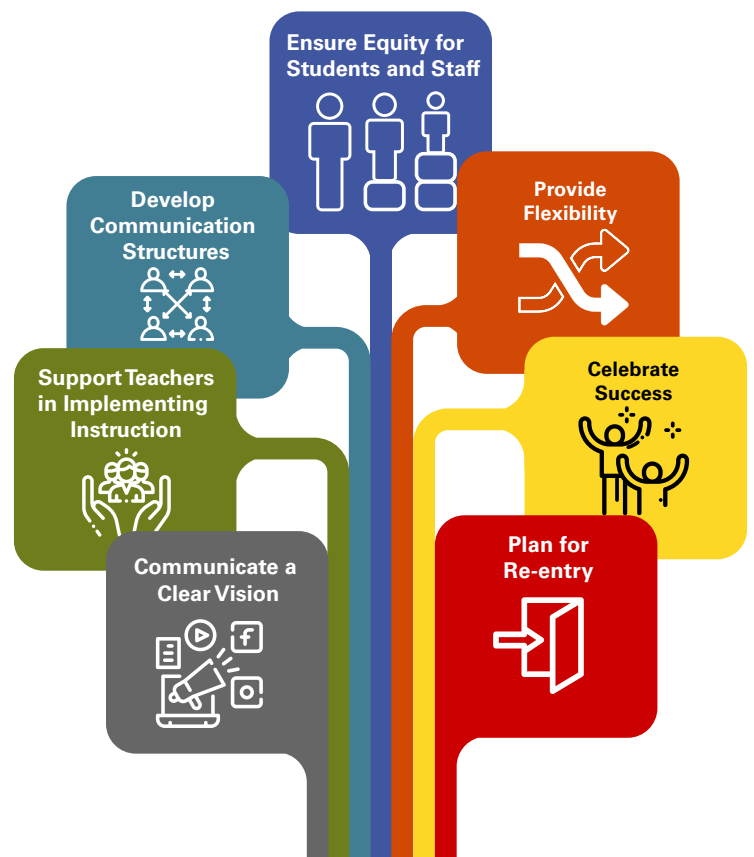 Ensure Equity for
Students and Staff
Develop
Communication
Structures
Provide
Flexibility
Support Teachers
in Implementing
Instruction
Celebrate
Success
Communicate a
Clear Vision
Plan for
Re-entry
f